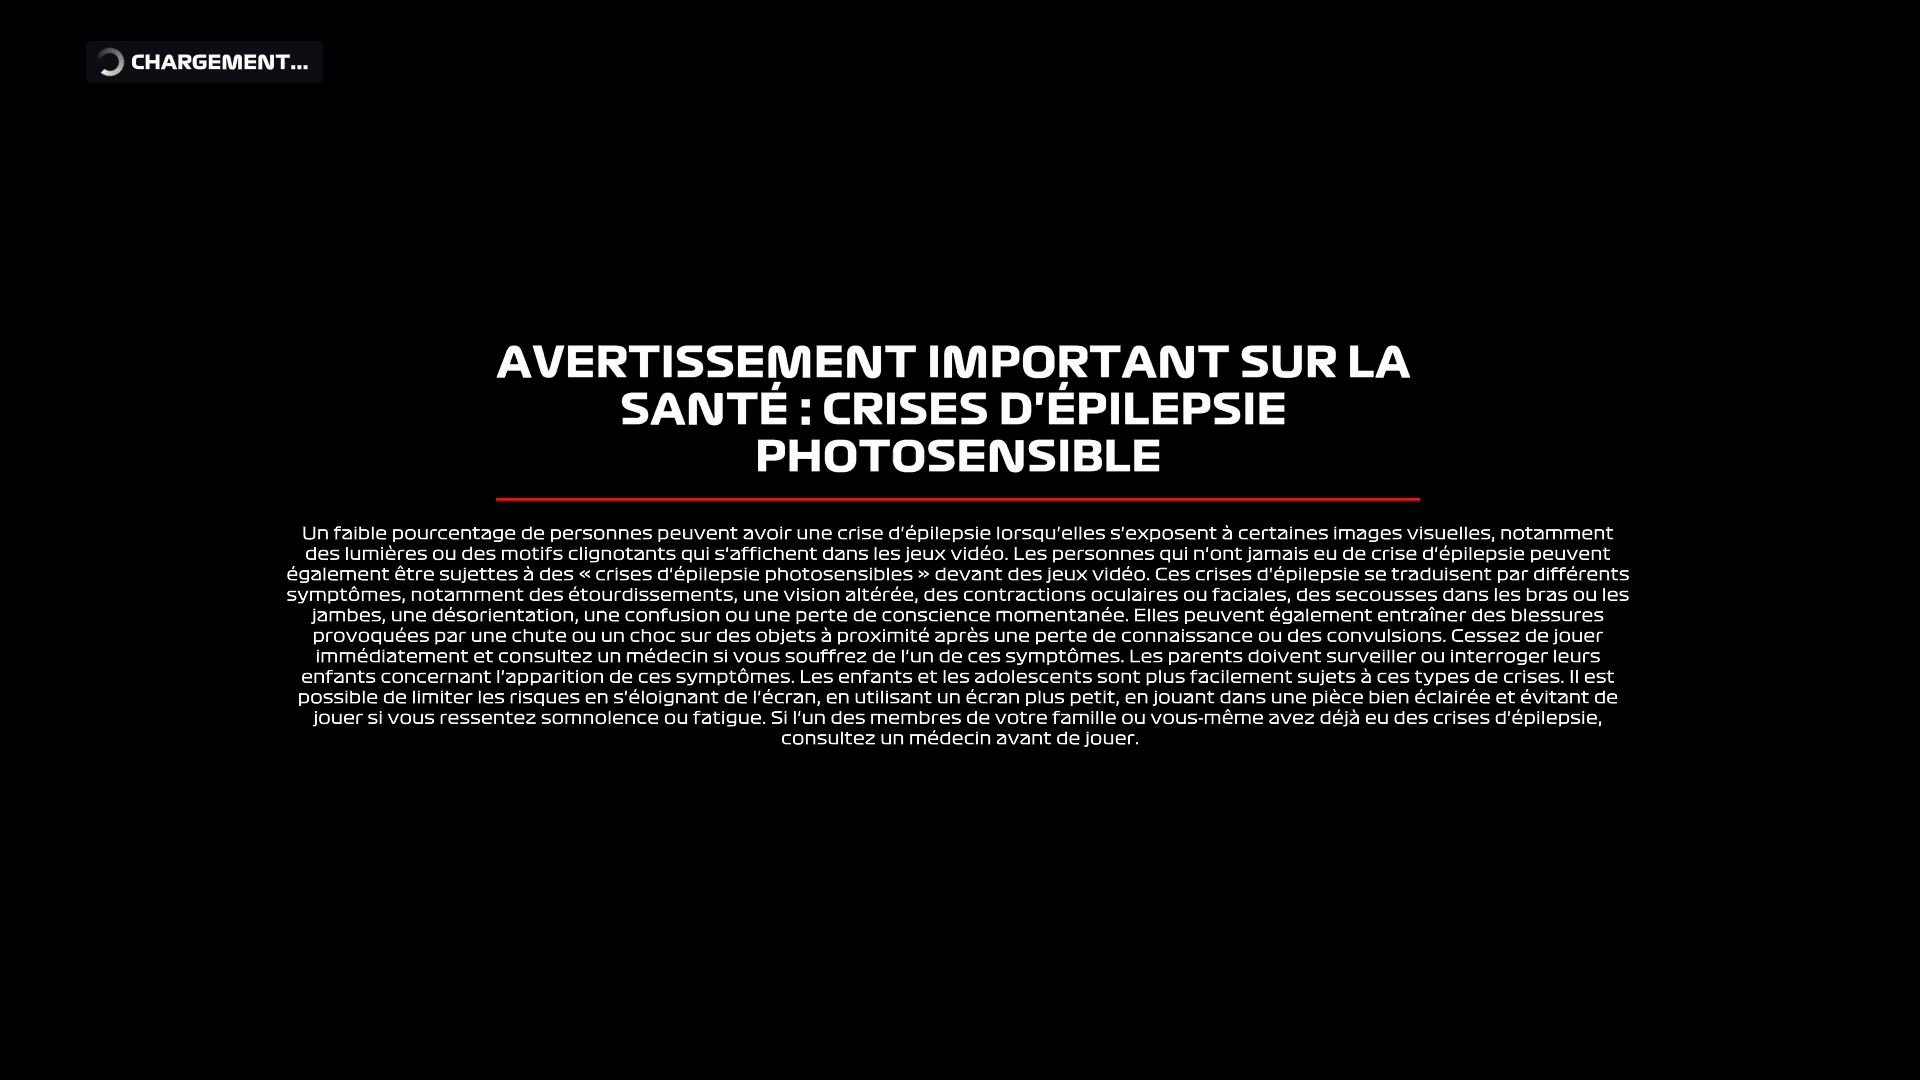 CHARGEMENT...
AVERTISSEMENT IMPORTANT SUR LA
SANTÉ : CRISES D'ÉPILEPSIE
PHOTOSENSIBLE
Un faible pourcentage de personnes peuvent avoir une crise d'épilepsie lorsqu'elles s'exposent à certaines images visuelles, notamment
des lumières ou des motifs clignotants qui s'affichent dans les jeux vidéo. Les personnes qui n'ont jamais eu de crise d'épilepsie peuvent
également être sujettes à des « crises d'épilepsie photosensibles » devant des jeux vidéo. Ces crises d'épilepsie se traduisent par différents
symptômes, notamment des étourdissements, une vision altérée, des contractions oculaires ou faciales, des secousses dans les bras ou les
jambes, une désorientation, une confusion ou une perte de conscience momentanée. Elles peuvent également entraîner des blessures
provoquées par une chute ou un choc sur des objets à proximité après une perte de connaissance ou des convulsions. Cessez de jouer
immédiatement et consultez un médecin si vous souffrez de l'un de ces symptômes. Les parents doivent surveiller ou interroger leurs
enfants concernant l'apparition de ces symptômes. Les enfants et les adolescents sont plus facilement sujets à ces types de crises. Il est
possible de limiter les risques en s'éloignant de l'écran, en utilisant un écran plus petit, en jouant dans une pièce bien éclairée et évitant de
jouer si vous ressentez somnolence ou fatigue. Si l'un des membres de votre famille ou vous-même avez déjà eu des crises d'épilepsie,
consultez un médecin avant de jouer.